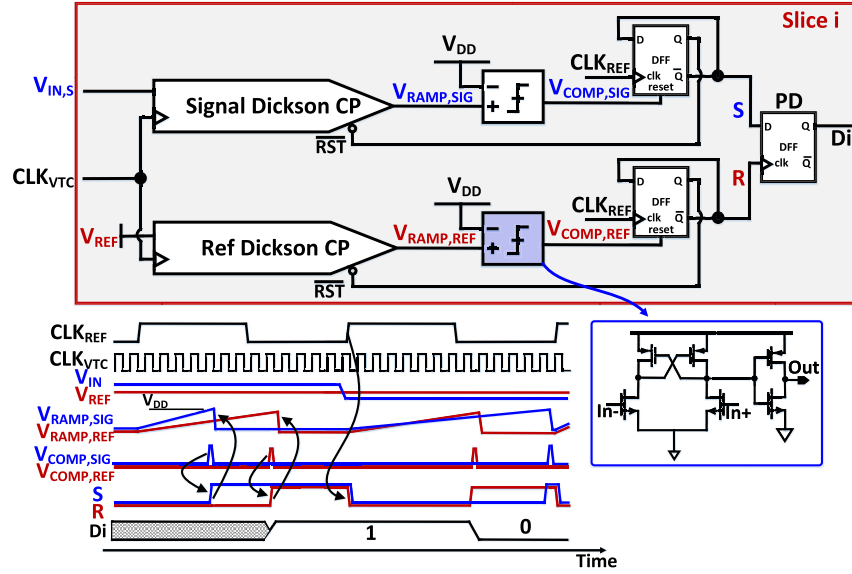 Slice i
V_IN,S
Signal Dickson CP
V_RAMP,SIG
V_DD
−
+
V_COMP,SIG
CLK_REF
D Q
DFF
clk Q̅
reset
R̅S̅T̅
S
PD
D Q
DFF
clk Q̅
Di
CLK_VTC
R
V_REF
Ref Dickson CP
V_RAMP,REF
V_DD
−
+
V_COMP,REF
CLK_REF
D Q
DFF
clk Q̅
reset
R̅S̅T̅
CLK_REF
CLK_VTC
V_IN
V_REF
V_DD
V_RAMP,SIG
V_RAMP,REF
V_COMP,SIG
V_COMP,REF
S
R
Di 1 0
Time
Out
In- In+